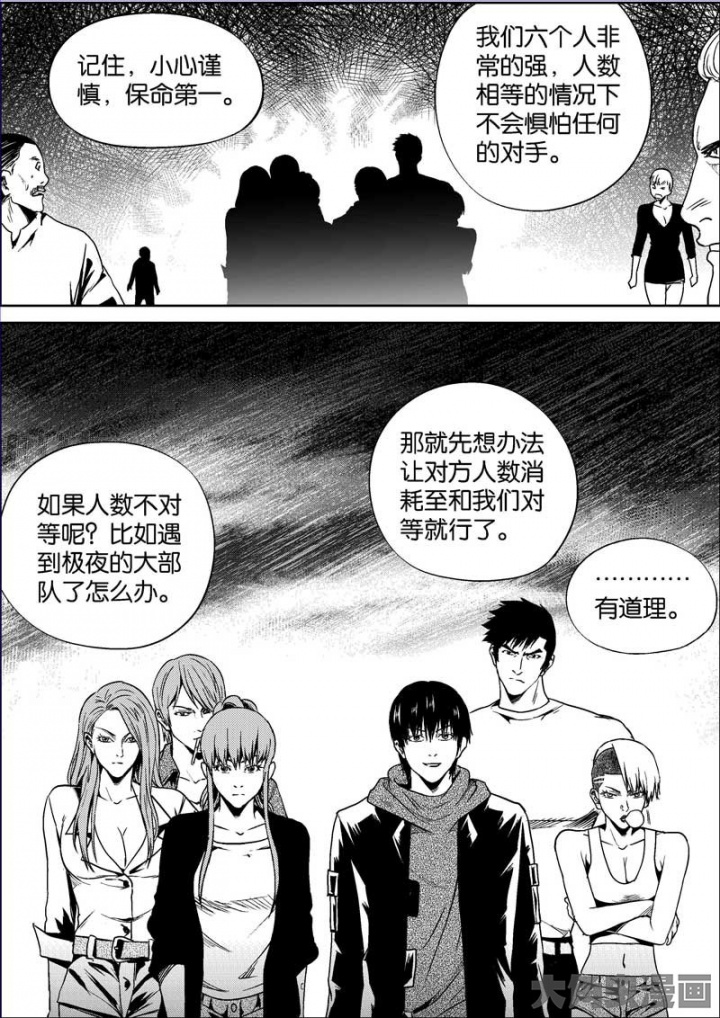 记住，小心谨
慎，保命第一。
我们六个人非
常的强，人数
相等的情况下
不会惧怕任何
的对手。
如果人数不对
等呢？比如遇
到极夜的大部
队了怎么办。
那就先想办法
让对方人数消
耗至和我们对
等就行了。
…………
有道理。